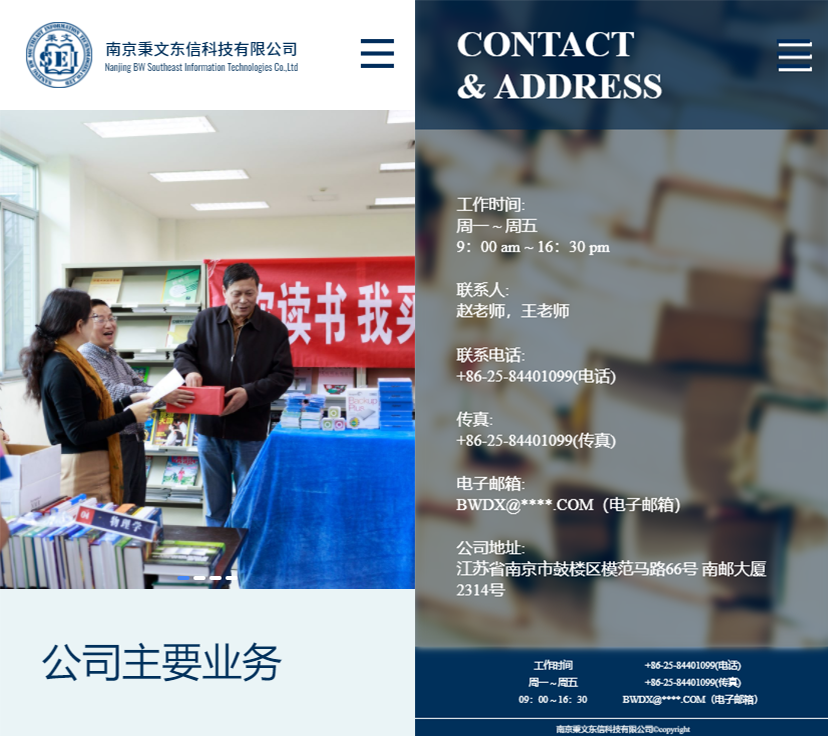 南京秉文东信科技有限公司
Nanjing BW Southeast Information Technologies Co.,Ltd
读书 我买
物理学
公司主要业务
CONTACT
& ADDRESS
工作时间:
周一 ~ 周五
9：00 am ~ 16：30 pm
联系人:
赵老师，王老师
联系电话:
+86-25-84401099(电话)
传真:
+86-25-84401099(传真)
电子邮箱:
BWDX@****.COM（电子邮箱）
公司地址:
江苏省南京市鼓楼区模范马路66号 南邮大厦
2314号
工作时间
周一 ~ 周五
09：00 ~ 16：30
+86-25-84401099(电话)
+86-25-84401099(传真)
BWDX@****.COM（电子邮箱）
南京秉文东信科技有限公司©copyright